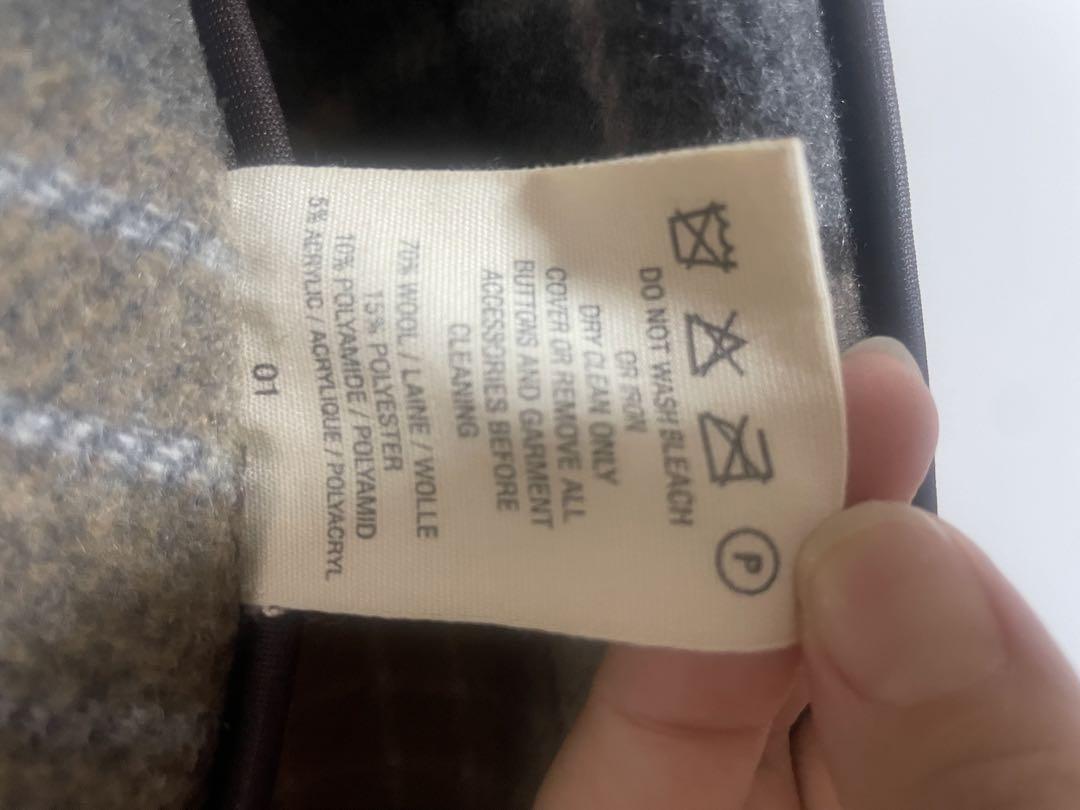 P
DO NOT WASH BLEACH
OR IRON
DRY CLEAN ONLY
COVER OR REMOVE ALL
BUTTONS AND GARMENT
ACCESSORIES BEFORE
CLEANING
70% WOOL / LAINE / WOLLE
15% POLYESTER
10% POLYAMIDE / POLYAMID
5% ACRYLIC / ACRYLIQUE / POLYACRYL
01